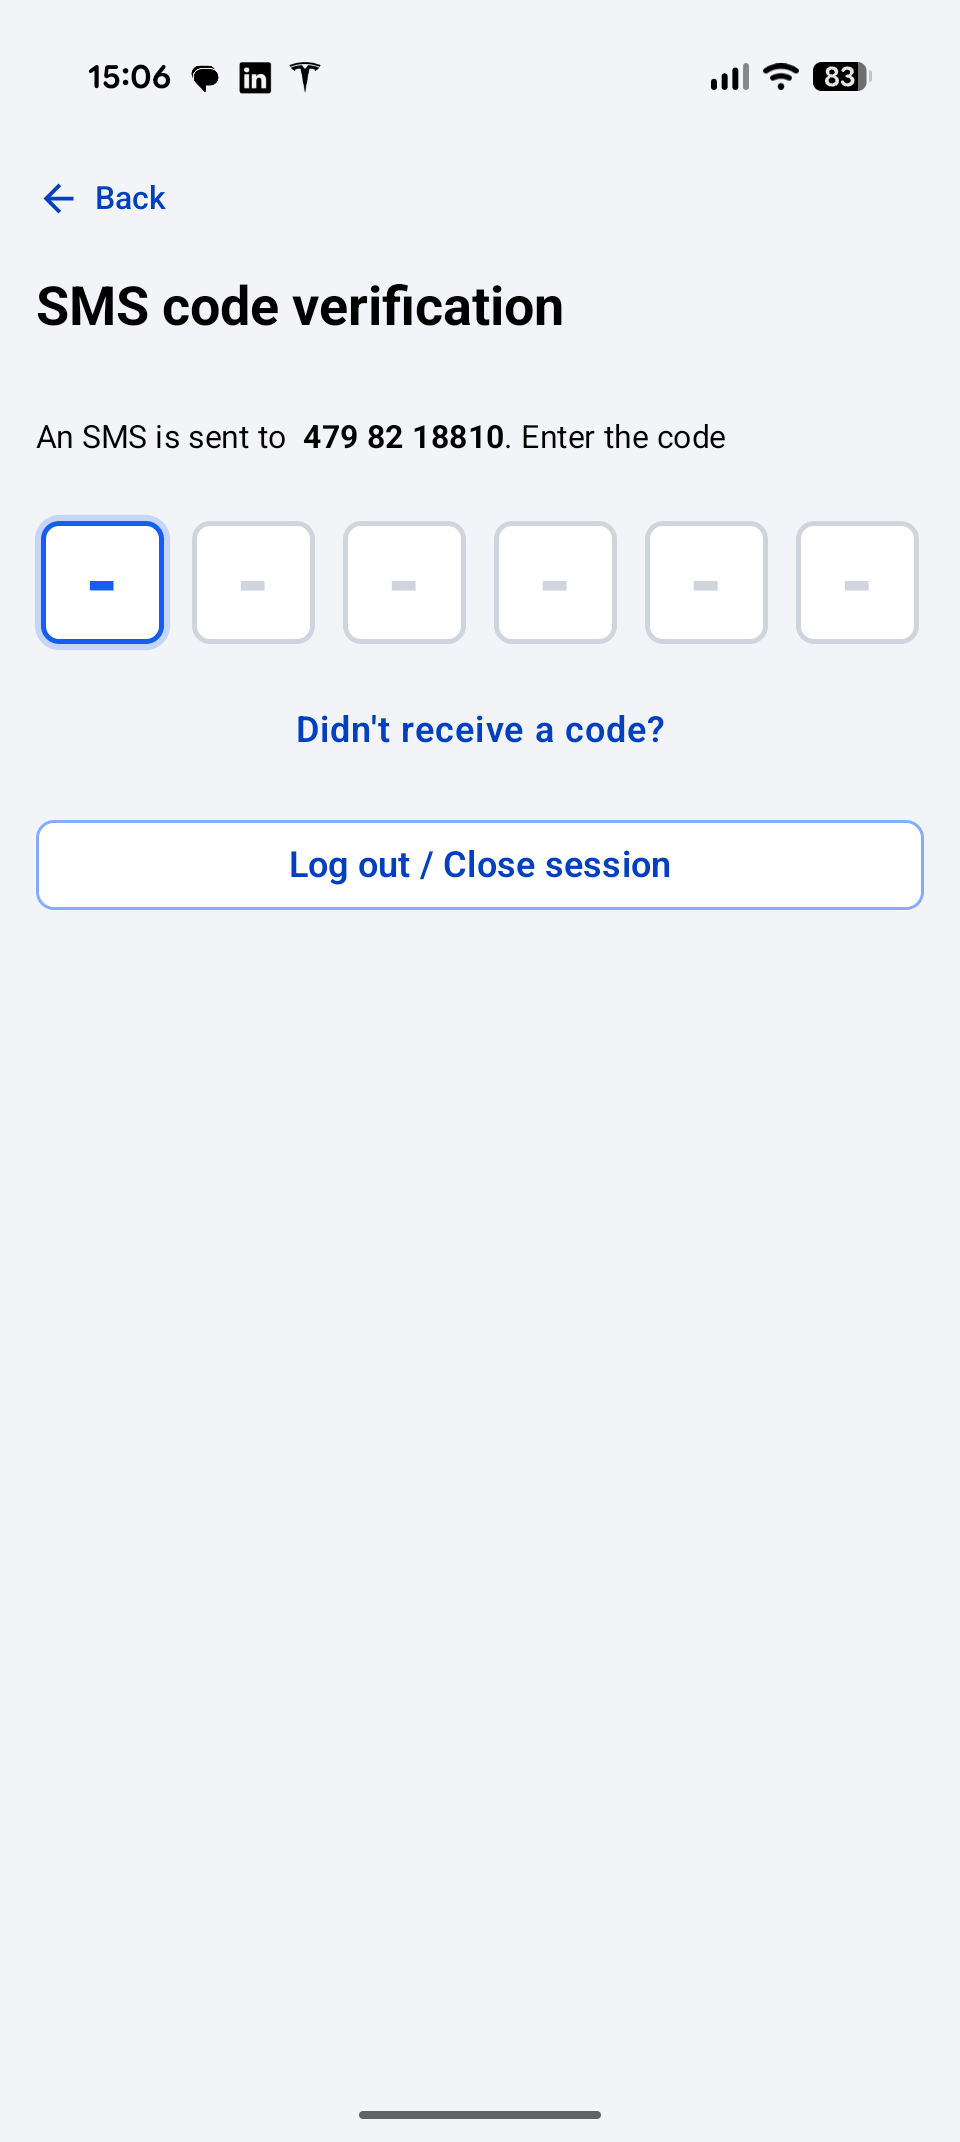 15:06
83
Back
SMS code verification
An SMS is sent to 479 82 18810. Enter the code
- - - - - -
Didn't receive a code?
Log out / Close session